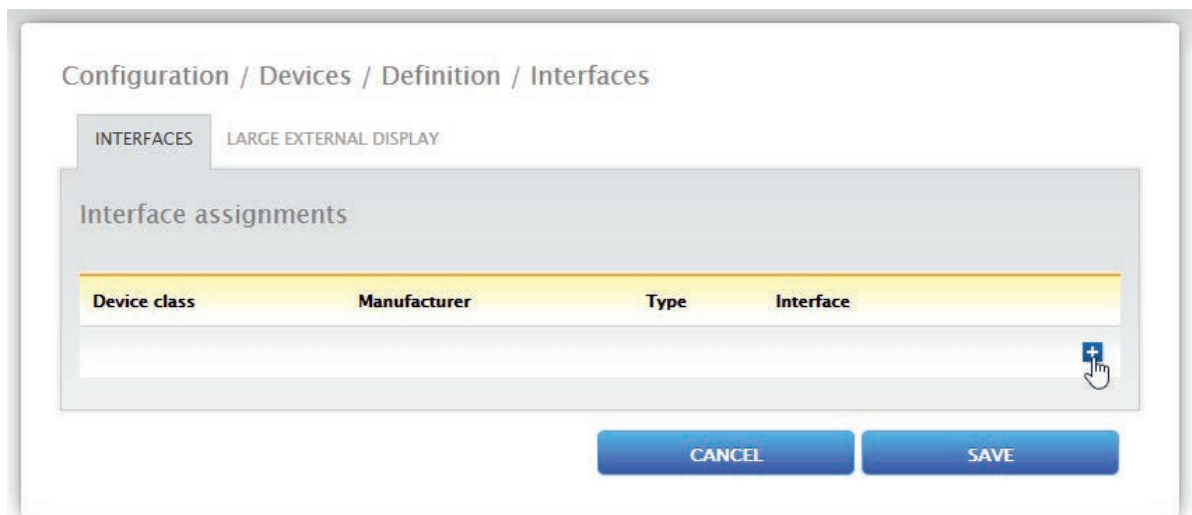 Configuration / Devices / Definition / Interfaces
INTERFACES LARGE EXTERNAL DISPLAY
Interface assignments
Device class Manufacturer Type Interface
CANCEL SAVE